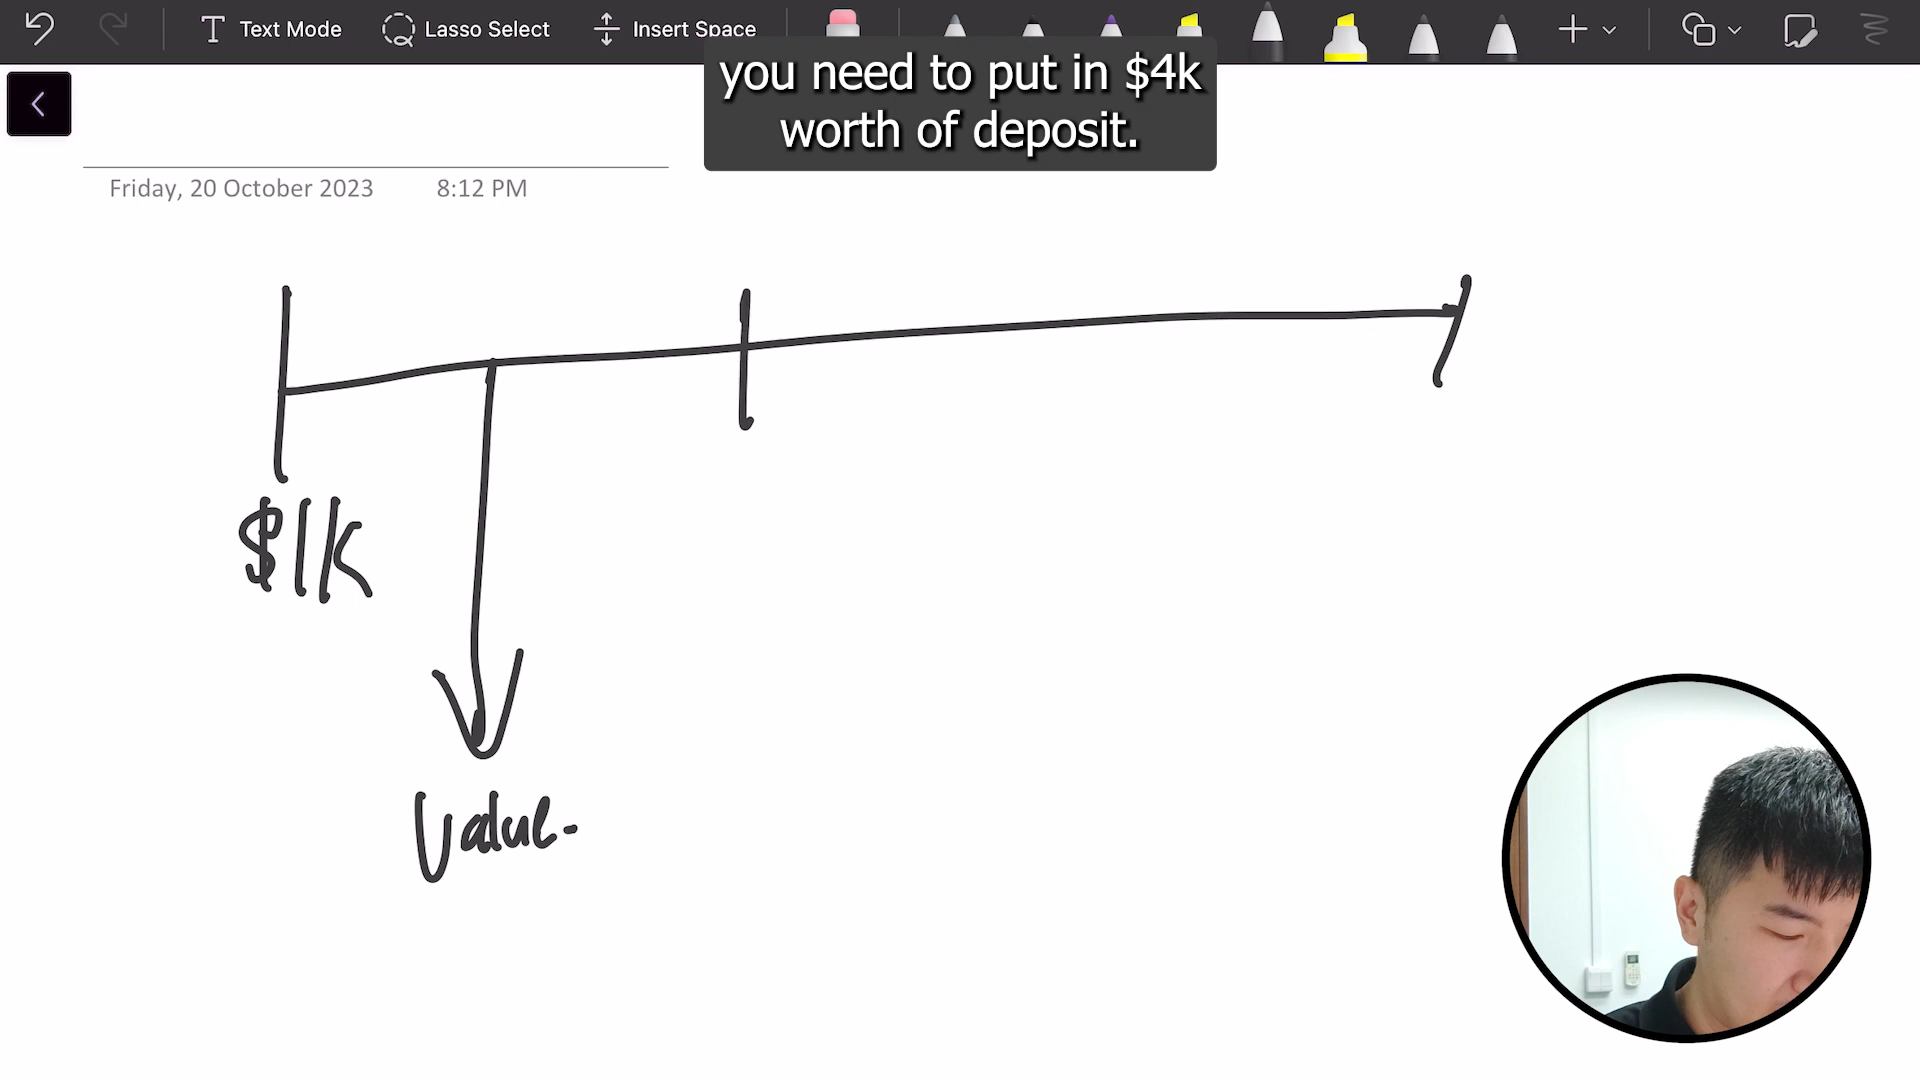 Text Mode Lasso Select Insert Space
you need to put in $4k
worth of deposit.
Friday, 20 October 2023 8:12 PM
$1k
Value-